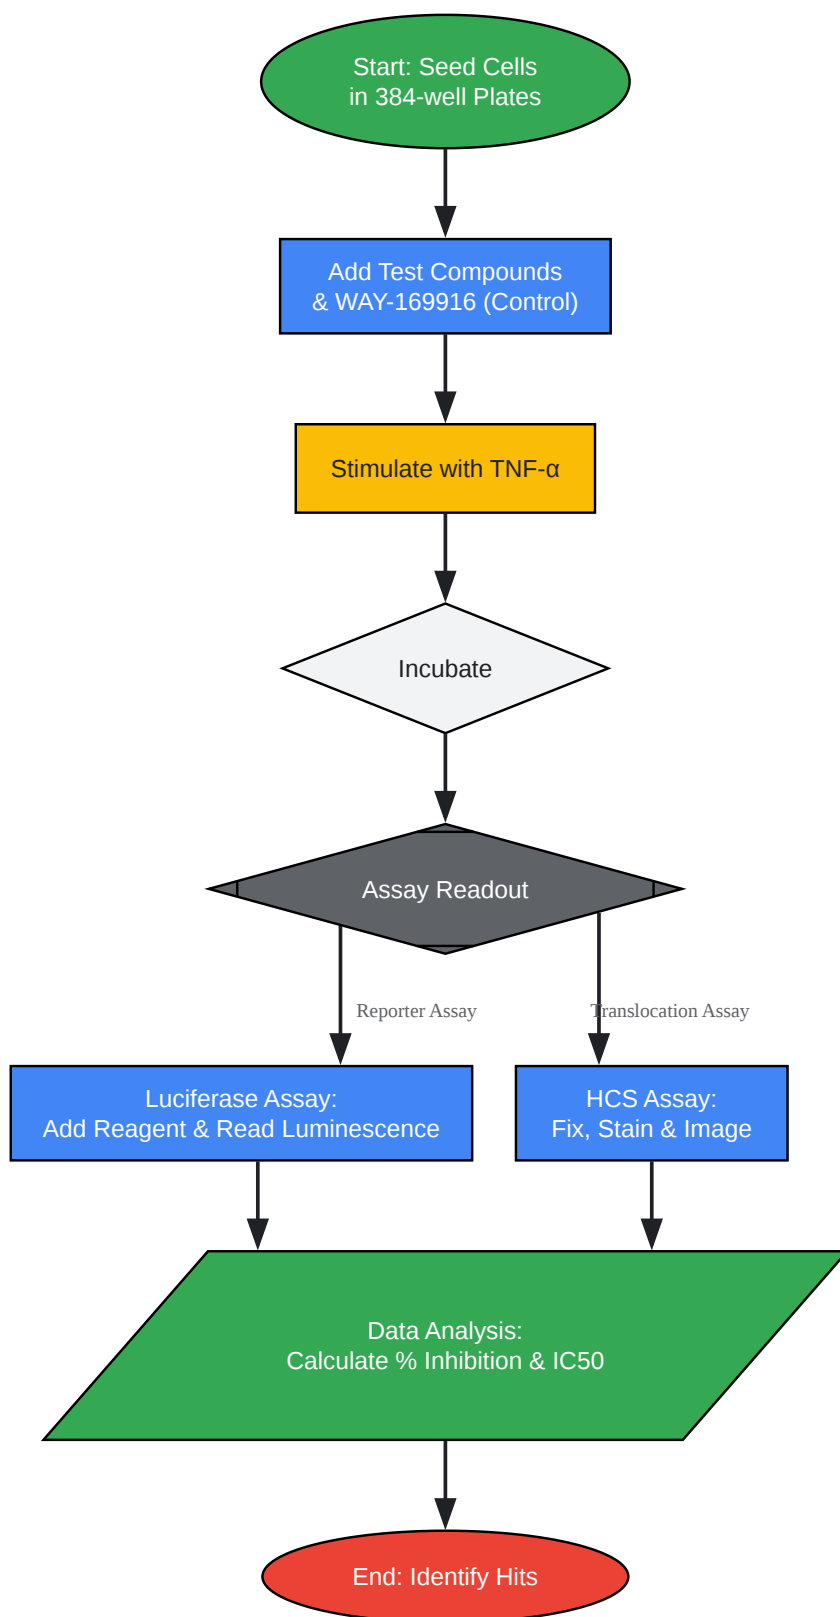 Start: Seed Cells
in 384-well Plates
Add Test Compounds
& WAY-169916 (Control)
Stimulate with TNF-α
Incubate
Assay Readout
Reporter Assay
Translocation Assay
Luciferase Assay:
Add Reagent & Read Luminescence
HCS Assay:
Fix, Stain & Image
Data Analysis:
Calculate % Inhibition & IC50
End: Identify Hits